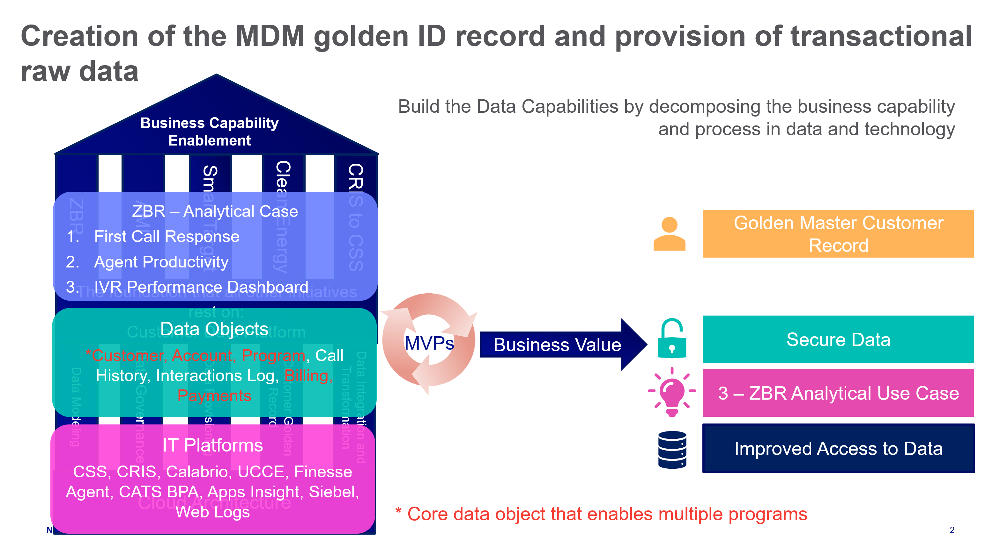 Creation of the MDM golden ID record and provision of transactional
raw data
Build the Data Capabilities by decomposing the business capability
and process in data and technology
Business Capability
Enablement
ZBR
AMI
Smart Target
Clean Energy
CRIS to CSS
ZBR – Analytical Case
1. First Call Response
2. Agent Productivity
3. IVR Performance Dashboard
The foundation that all other initiatives
rest on:
Customer Data Platform
Data Objects
*Customer, Account, Program, Call
History, Interactions Log, Billing,
Payments
Data Modeling
Data Governance
Data Provisioning
Customer Golden
Record
Data Integration and
Transformation
IT Platforms
CSS, CRIS, Calabrio, UCCE, Finesse
Agent, CATS BPA, Apps Insight, Siebel,
Web Logs
Cloud Architecture
MVPs
Business Value
Golden Master Customer
Record
Secure Data
3 – ZBR Analytical Use Case
Improved Access to Data
* Core data object that enables multiple programs
N
2